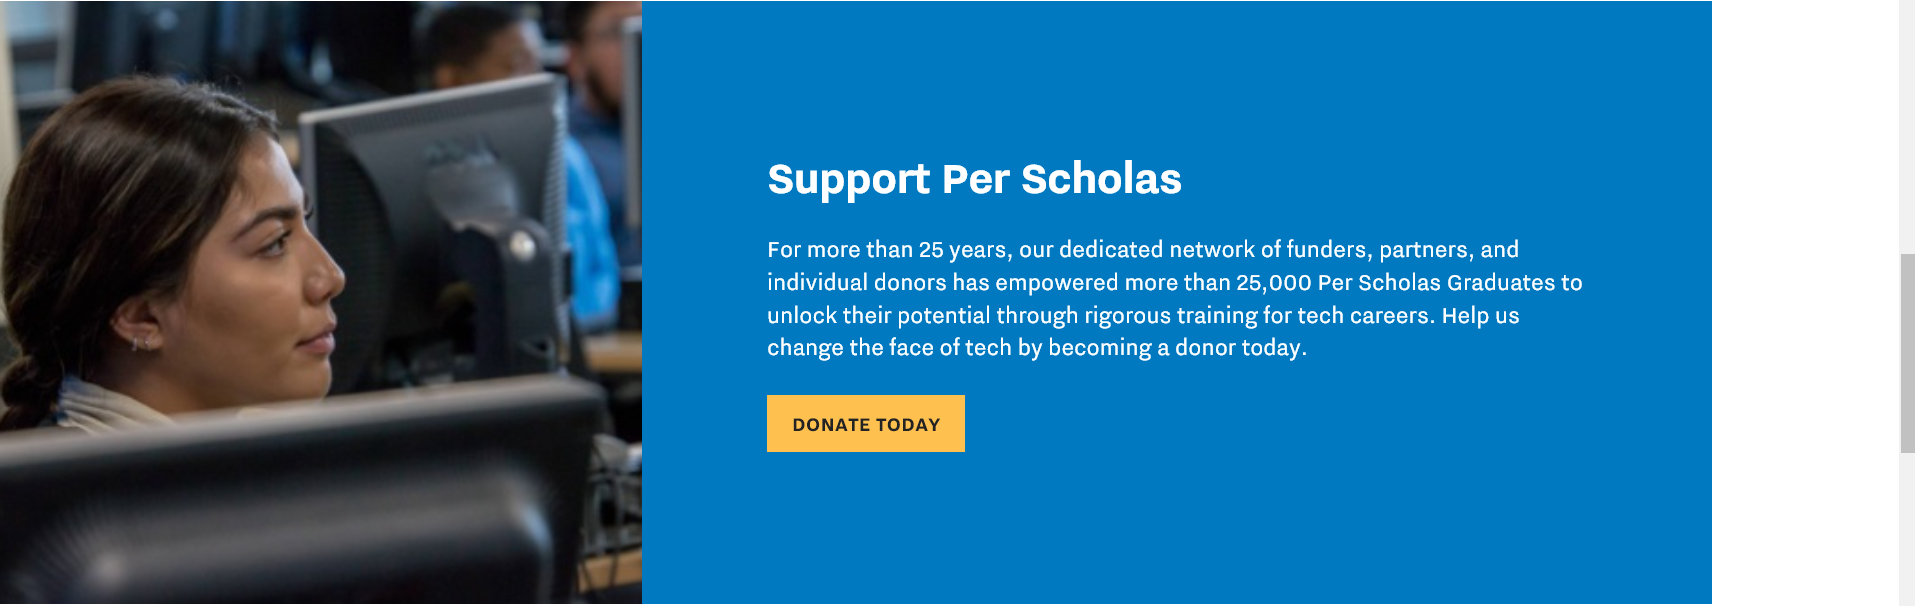 Support Per Scholas
For more than 25 years, our dedicated network of funders, partners, and
individual donors has empowered more than 25,000 Per Scholas Graduates to
unlock their potential through rigorous training for tech careers. Help us
change the face of tech by becoming a donor today.
DONATE TODAY